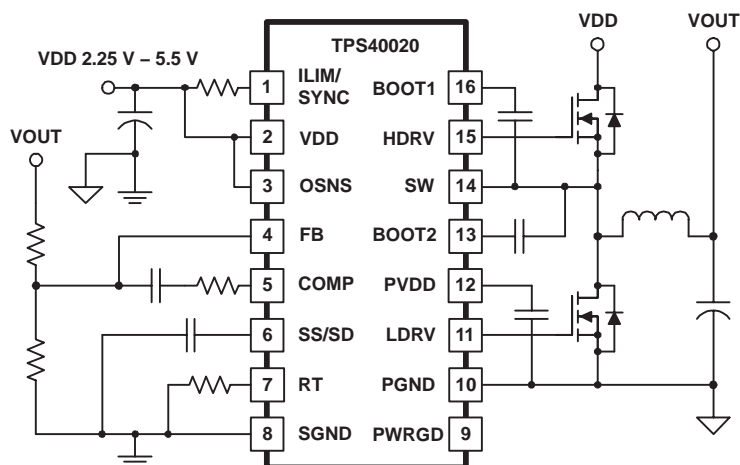 TPS40020
VDD 2.25 V – 5.5 V
VOUT
VDD
VOUT
1 ILIM/SYNC
2 VDD
3 OSNS
4 FB
5 COMP
6 SS/SD
7 RT
8 SGND
BOOT1 16
HDRV 15
SW 14
BOOT2 13
PVDD 12
LDRV 11
PGND 10
PWRGD 9